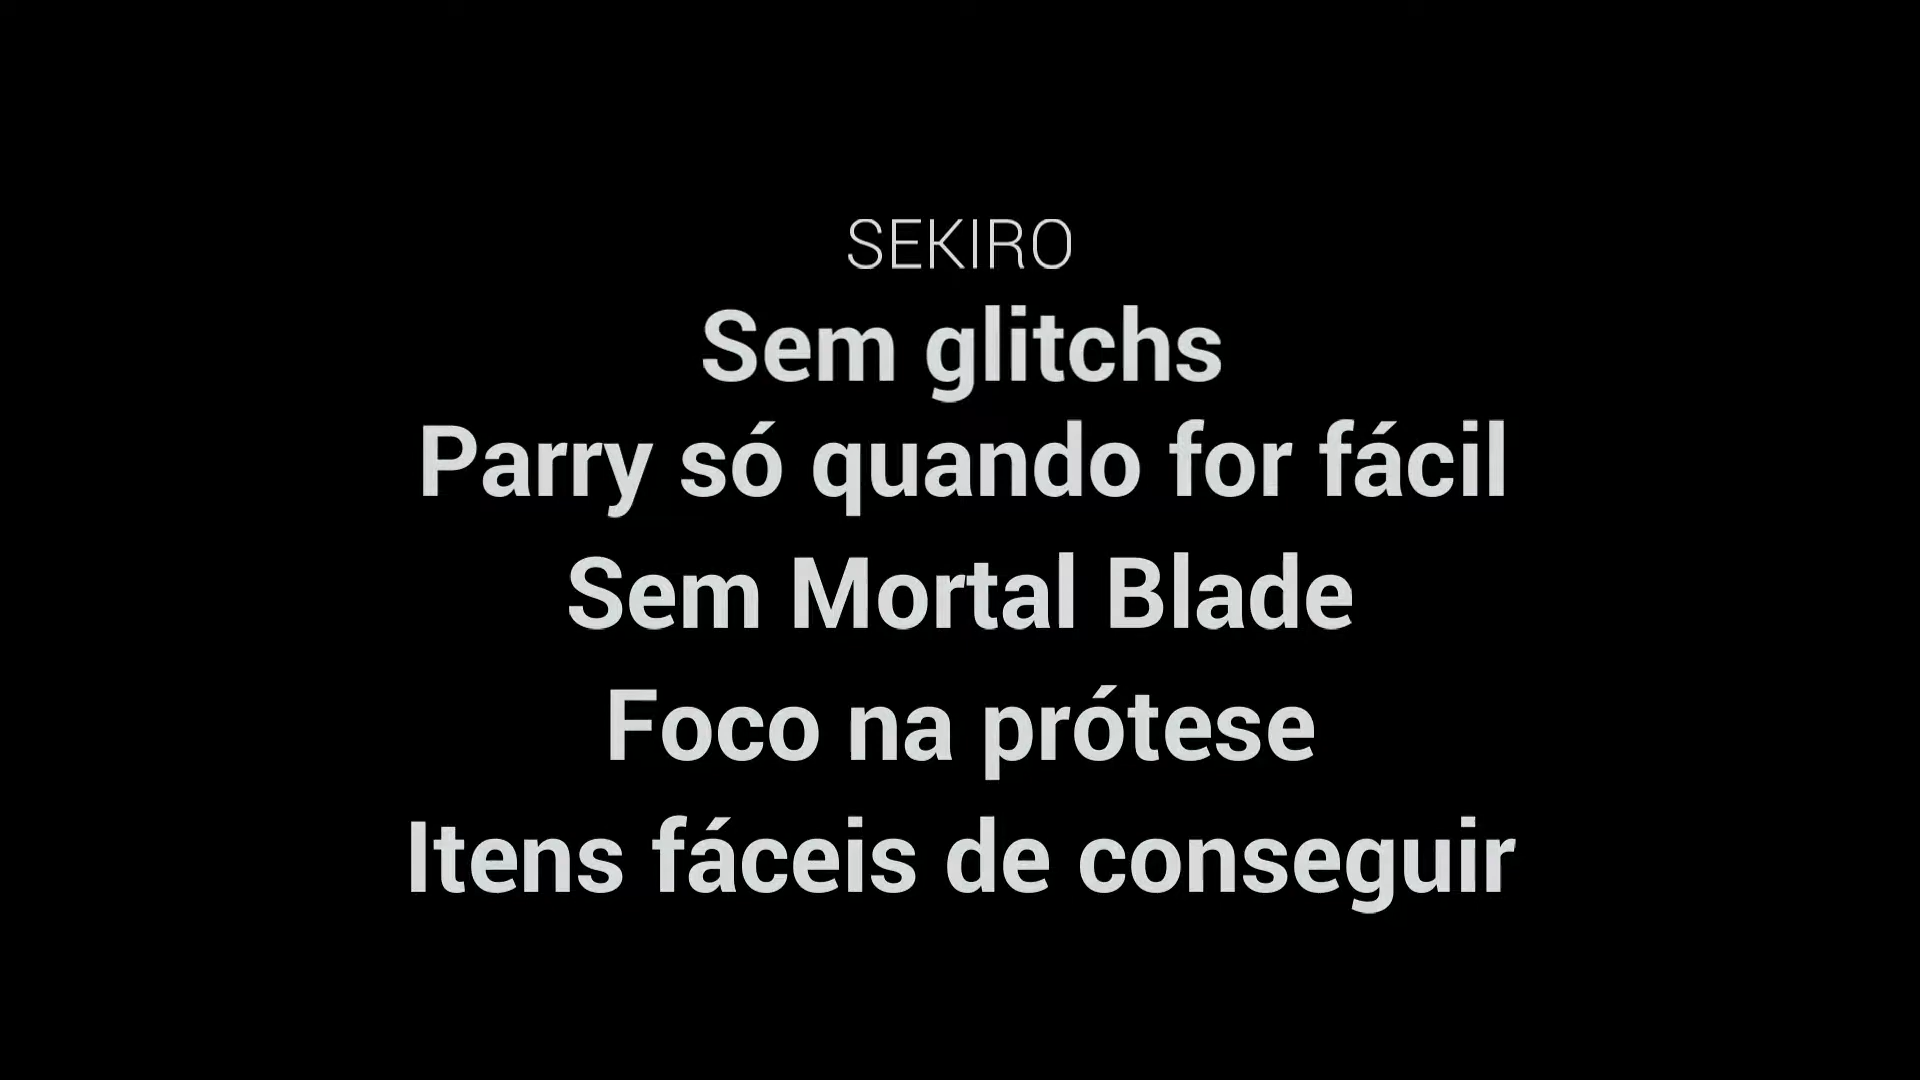 SEKIRO
Sem glitchs
Parry só quando for fácil
Sem Mortal Blade
Foco na prótese
Itens fáceis de conseguir